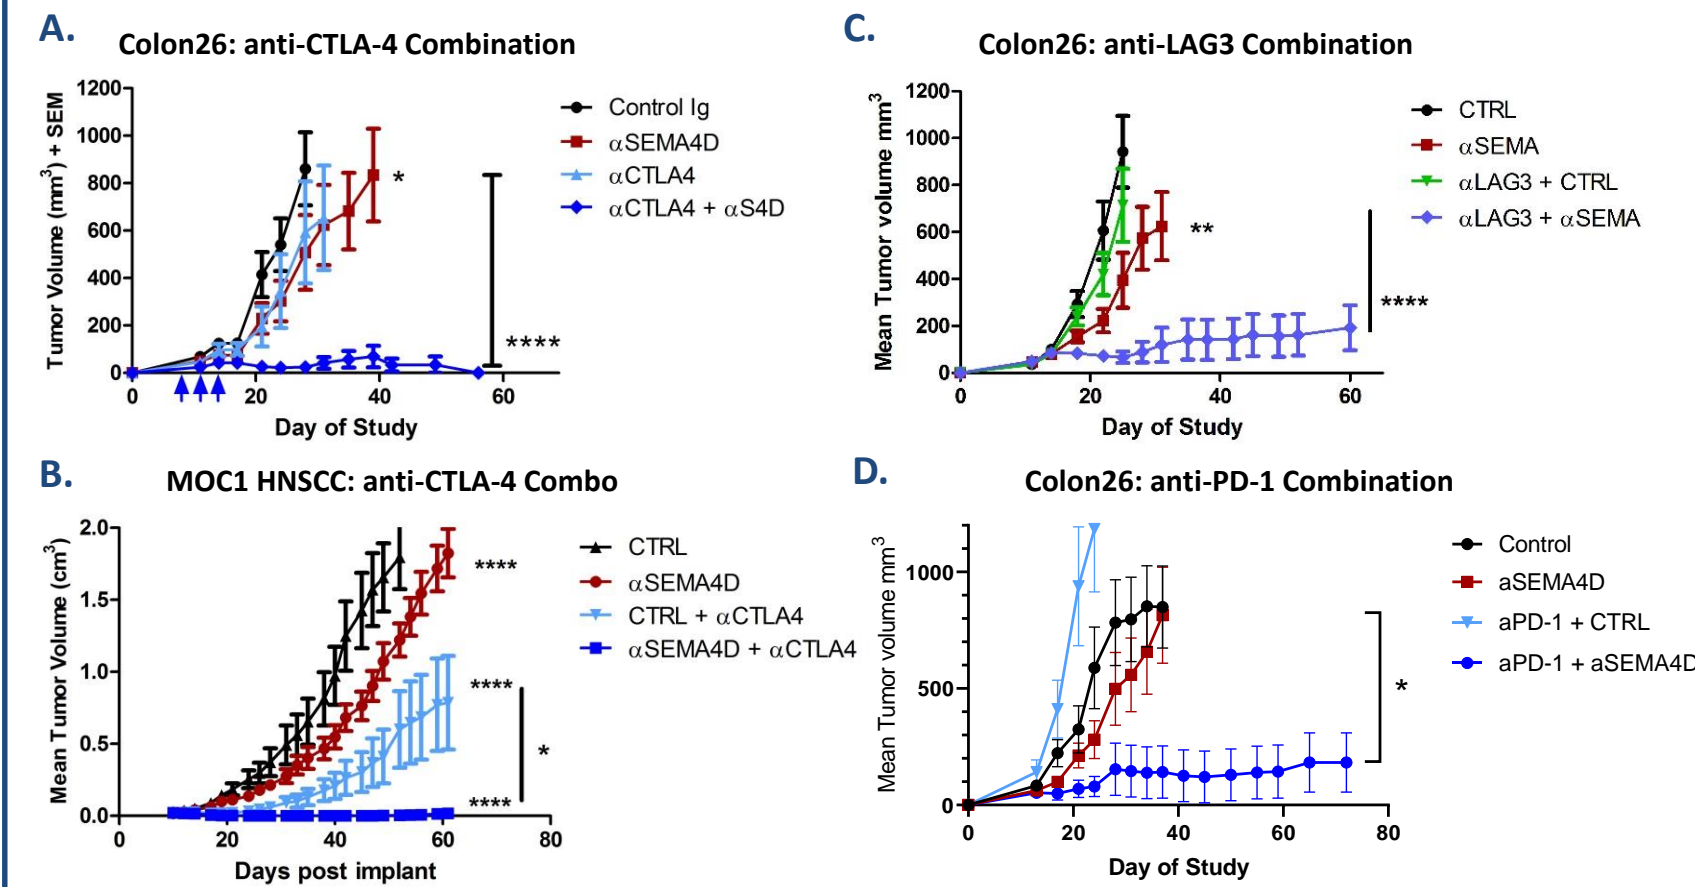 A.
Colon26: anti-CTLA-4 Combination
Tumor Volume (mm³) + SEM
1200
1000
800
600
400
200
0
0
20
40
60
Day of Study
Control Ig
αSEMA4D
αCTLA4
αCTLA4 + αS4D
*
****
C.
Colon26: anti-LAG3 Combination
Mean Tumor volume mm³
1200
1000
800
600
400
200
0
0
20
40
60
Day of Study
CTRL
αSEMA
αLAG3 + CTRL
αLAG3 + αSEMA
**
****
B.
MOC1 HNSCC: anti-CTLA-4 Combo
Mean Tumor Volume (cm³)
2.0
1.5
1.0
0.5
0.0
0
20
40
60
80
Days post implant
CTRL
αSEMA4D
CTRL + αCTLA4
αSEMA4D + αCTLA4
****
****
*
****
D.
Colon26: anti-PD-1 Combination
Mean Tumor volume mm³
1000
500
0
0
20
40
60
80
Day of Study
Control
aSEMA4D
aPD-1 + CTRL
aPD-1 + aSEMA4D
*